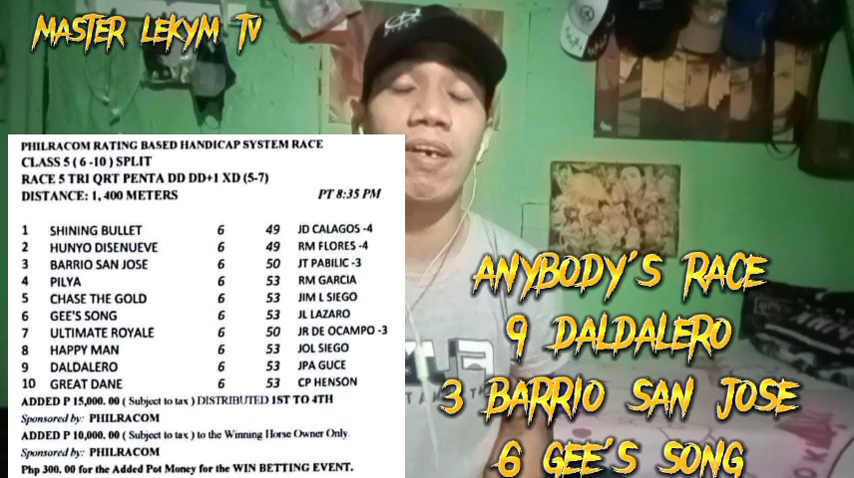 MASTER LEKYM TV
PHILRACOM RATING BASED HANDICAP SYSTEM RACE
CLASS 5 ( 6 -10 ) SPLIT
RACE 5 TRI QRT PENTA DD DD+1 XD (5-7)
DISTANCE: 1, 400 METERS PT 8:35 PM
1 SHINING BULLET 6 49 JD CALAGOS -4
2 HUNYO DISENUEVE 6 49 RM FLORES -4
3 BARRIO SAN JOSE 6 50 JT PABILIC -3
4 PILYA 6 53 RM GARCIA
5 CHASE THE GOLD 6 53 JIM L SIEGO
6 GEE'S SONG 6 53 JL LAZARO
7 ULTIMATE ROYALE 6 50 JR DE OCAMPO -3
8 HAPPY MAN 6 53 JOL SIEGO
9 DALDALERO 6 53 JPA GUCE
10 GREAT DANE 6 53 CP HENSON
ADDED P 15,000. 00 ( Subject to tax ) DISTRIBUTED 1ST TO 4TH
Sponsored by: PHILRACOM
ADDED P 10,000. 00 ( Subject to tax ) to the Winning Horse Owner Only.
Sponsored by: PHILRACOM
Php 300. 00 for the Added Pot Money for the WIN BETTING EVENT.
ANYBODY'S RACE
9 DALDALERO
3 BARRIO SAN JOSE
6 GEE'S SONG